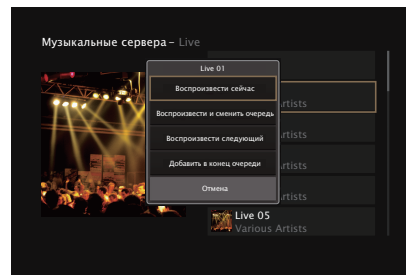 Музыкальные сервера – Live
Live 01
Воспроизвести сейчас
Воспроизвести и сменить очередь
Воспроизвести следующий
Добавить в конец очереди
Отмена
Artists
Artists
Artists
Artists
Live 05
Various Artists